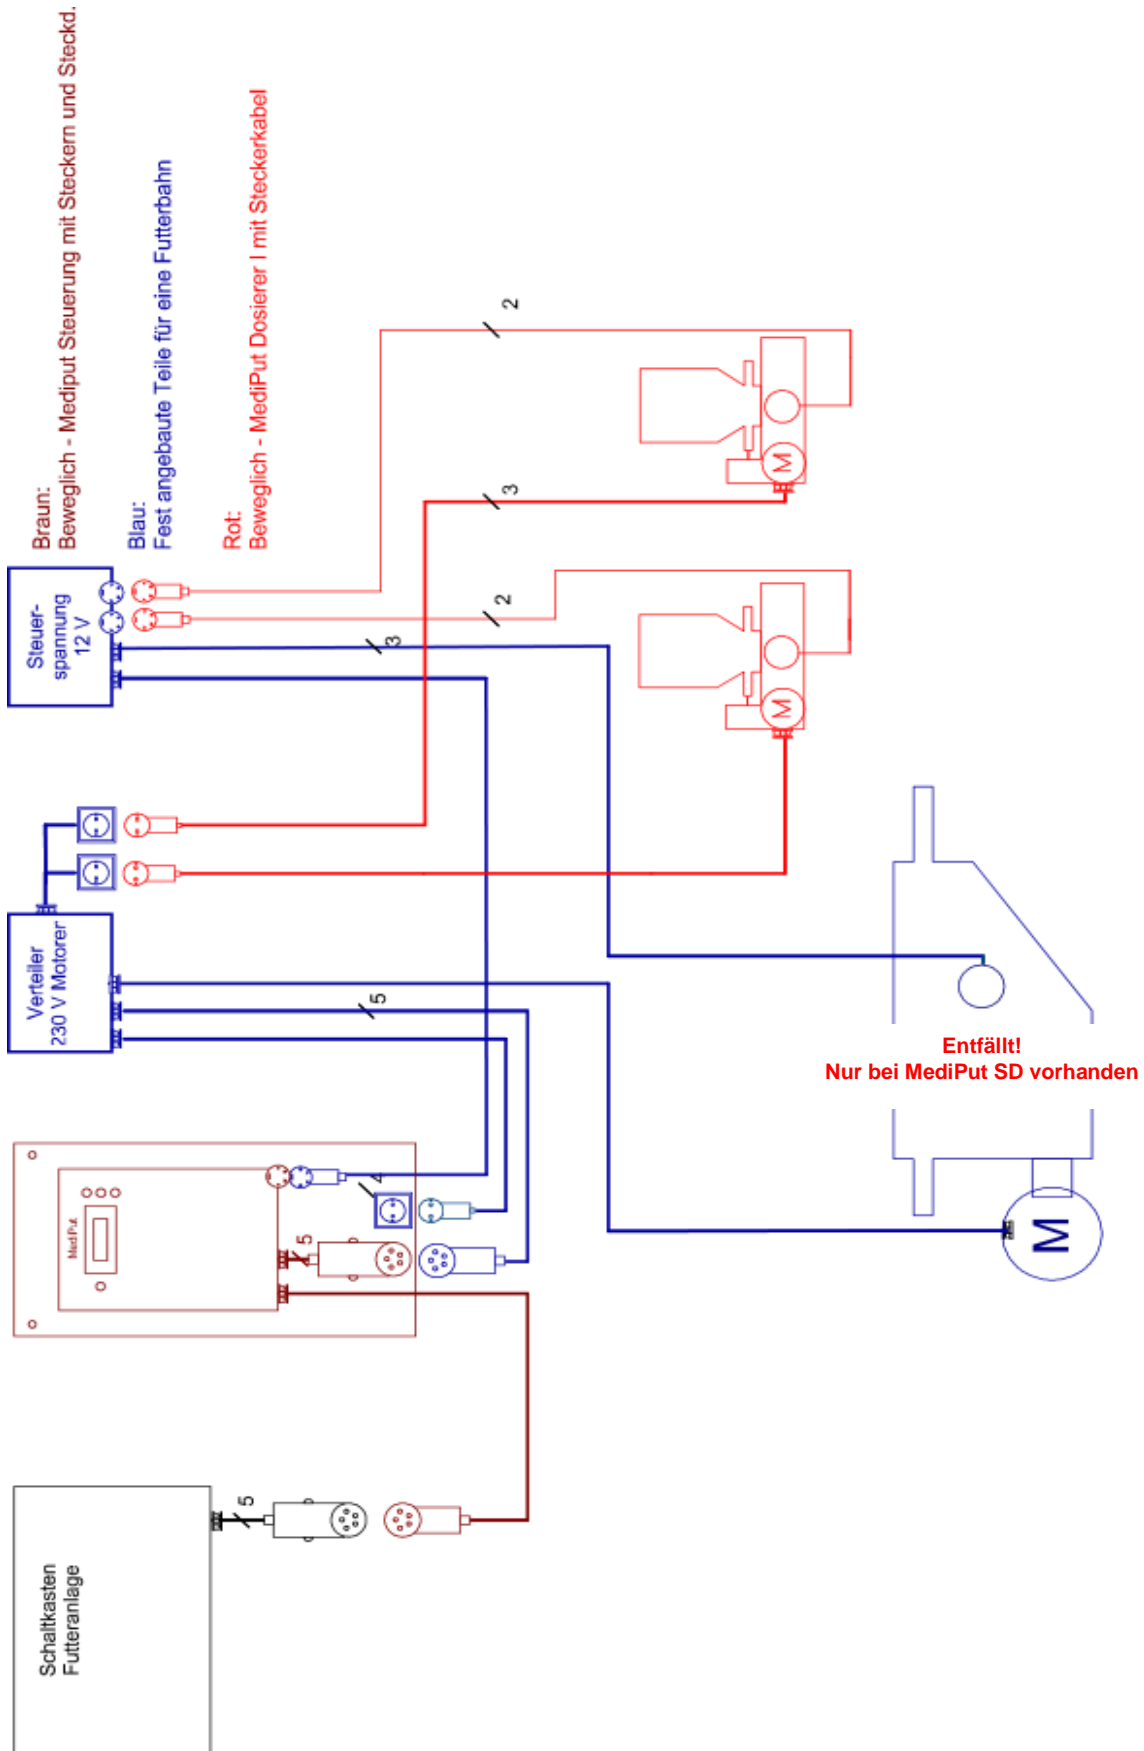 Braun:
Beweglich - Mediput Steuerung mit Steckern und Steckd.
Blau:
Fest angebaute Teile für eine Futterbahn
Rot:
Beweglich - MediPut Dosierer I mit Steckerkabel
Schaltkasten
Futteranlage
5
MediPut
5
4
Verteiler
230 V Motorer
5
Steuer-
spannung
12 V
3
2
3
2
M
M
M
Entfällt!
Nur bei MediPut SD vorhanden